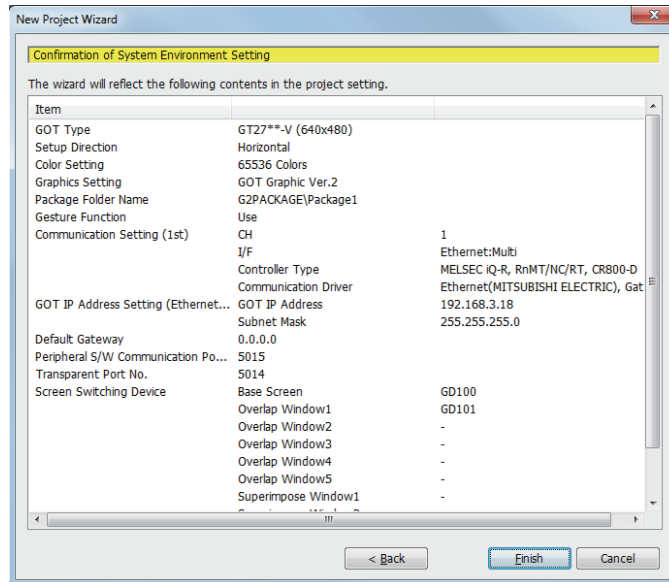 New Project Wizard
Confirmation of System Environment Setting
The wizard will reflect the following contents in the project setting.
Item
GOT Type GT27**-V (640x480)
Setup Direction Horizontal
Color Setting 65536 Colors
Graphics Setting GOT Graphic Ver.2
Package Folder Name G2PACKAGE\Package1
Gesture Function Use
Communication Setting (1st) CH 1
I/F Ethernet:Multi
Controller Type MELSEC iQ-R, RnMT/NC/RT, CR800-D
Communication Driver Ethernet(MITSUBISHI ELECTRIC), Gat
GOT IP Address Setting (Ethernet... GOT IP Address 192.168.3.18
Subnet Mask 255.255.255.0
Default Gateway 0.0.0.0
Peripheral S/W Communication Po... 5015
Transparent Port No. 5014
Screen Switching Device Base Screen GD100
Overlap Window1 GD101
Overlap Window2 -
Overlap Window3 -
Overlap Window4 -
Overlap Window5 -
Superimpose Window1 -
< Back Finish Cancel